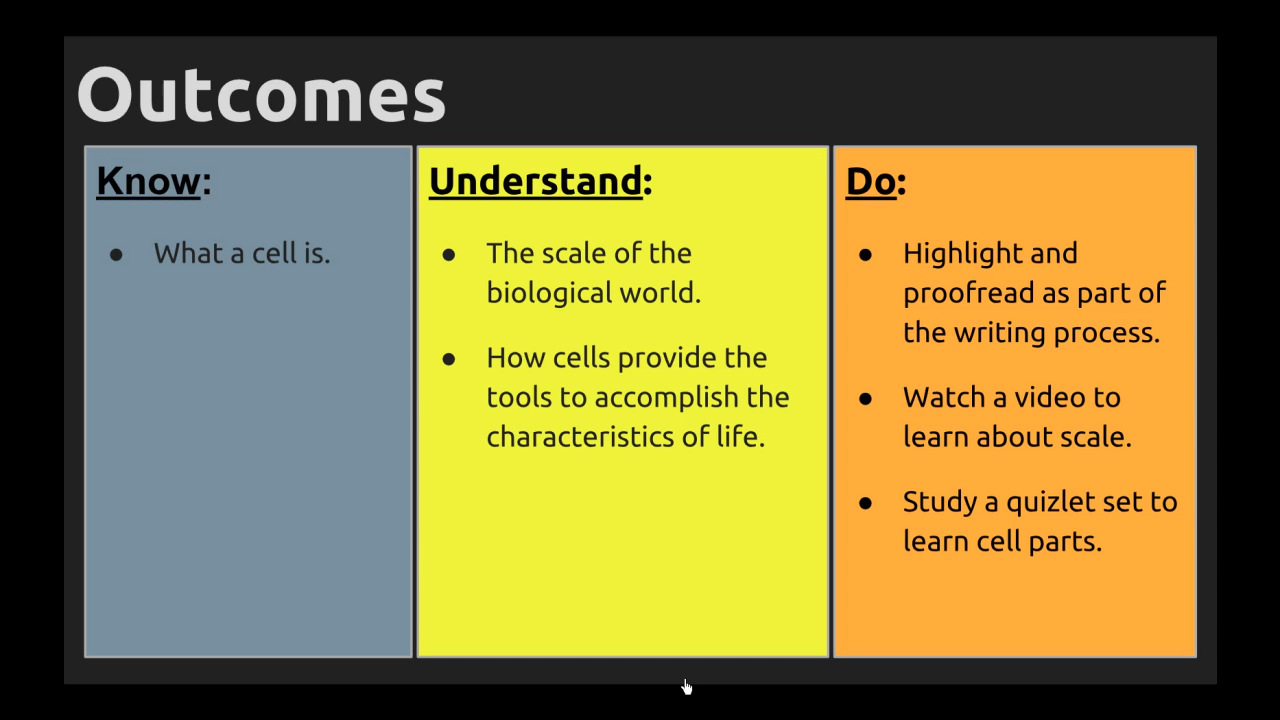 Outcomes
Know:
● What a cell is.
Understand:
● The scale of the
biological world.
● How cells provide the
tools to accomplish the
characteristics of life.
Do:
● Highlight and
proofread as part of
the writing process.
● Watch a video to
learn about scale.
● Study a quizlet set to
learn cell parts.